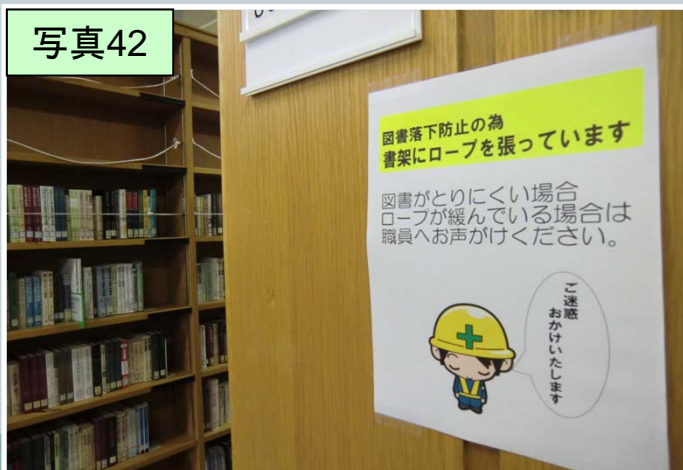 写真42
図書落下防止の為
書架にロープを張っています
図書がとりにくい場合
ロープが緩んでいる場合は
職員へお声がけください。
ご迷惑
おかけいたします